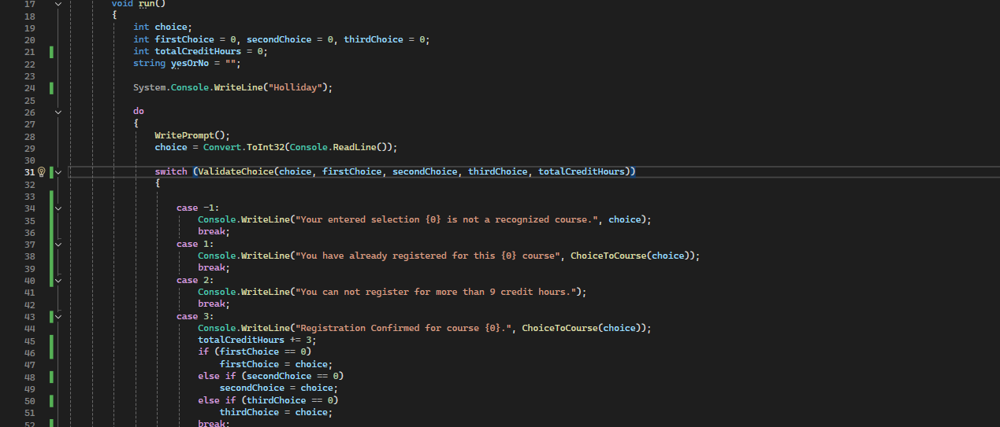 17 void run()
18 {
19 int choice;
20 int firstChoice = 0, secondChoice = 0, thirdChoice = 0;
21 int totalCreditHours = 0;
22 string yesOrNo = "";
23
24 System.Console.WriteLine("Holliday");
25
26 do
27 {
28 WritePrompt();
29 choice = Convert.ToInt32(Console.ReadLine());
30
31 switch (ValidateChoice(choice, firstChoice, secondChoice, thirdChoice, totalCreditHours))
32 {
33
34 case -1:
35 Console.WriteLine("Your entered selection {0} is not a recognized course.", choice);
36 break;
37 case 1:
38 Console.WriteLine("You have already registered for this {0} course", ChoiceToCourse(choice));
39 break;
40 case 2:
41 Console.WriteLine("You can not register for more than 9 credit hours.");
42 break;
43 case 3:
44 Console.WriteLine("Registration Confirmed for course {0}.", ChoiceToCourse(choice));
45 totalCreditHours += 3;
46 if (firstChoice == 0)
47 firstChoice = choice;
48 else if (secondChoice == 0)
49 secondChoice = choice;
50 else if (thirdChoice == 0)
51 thirdChoice = choice;
52 break;